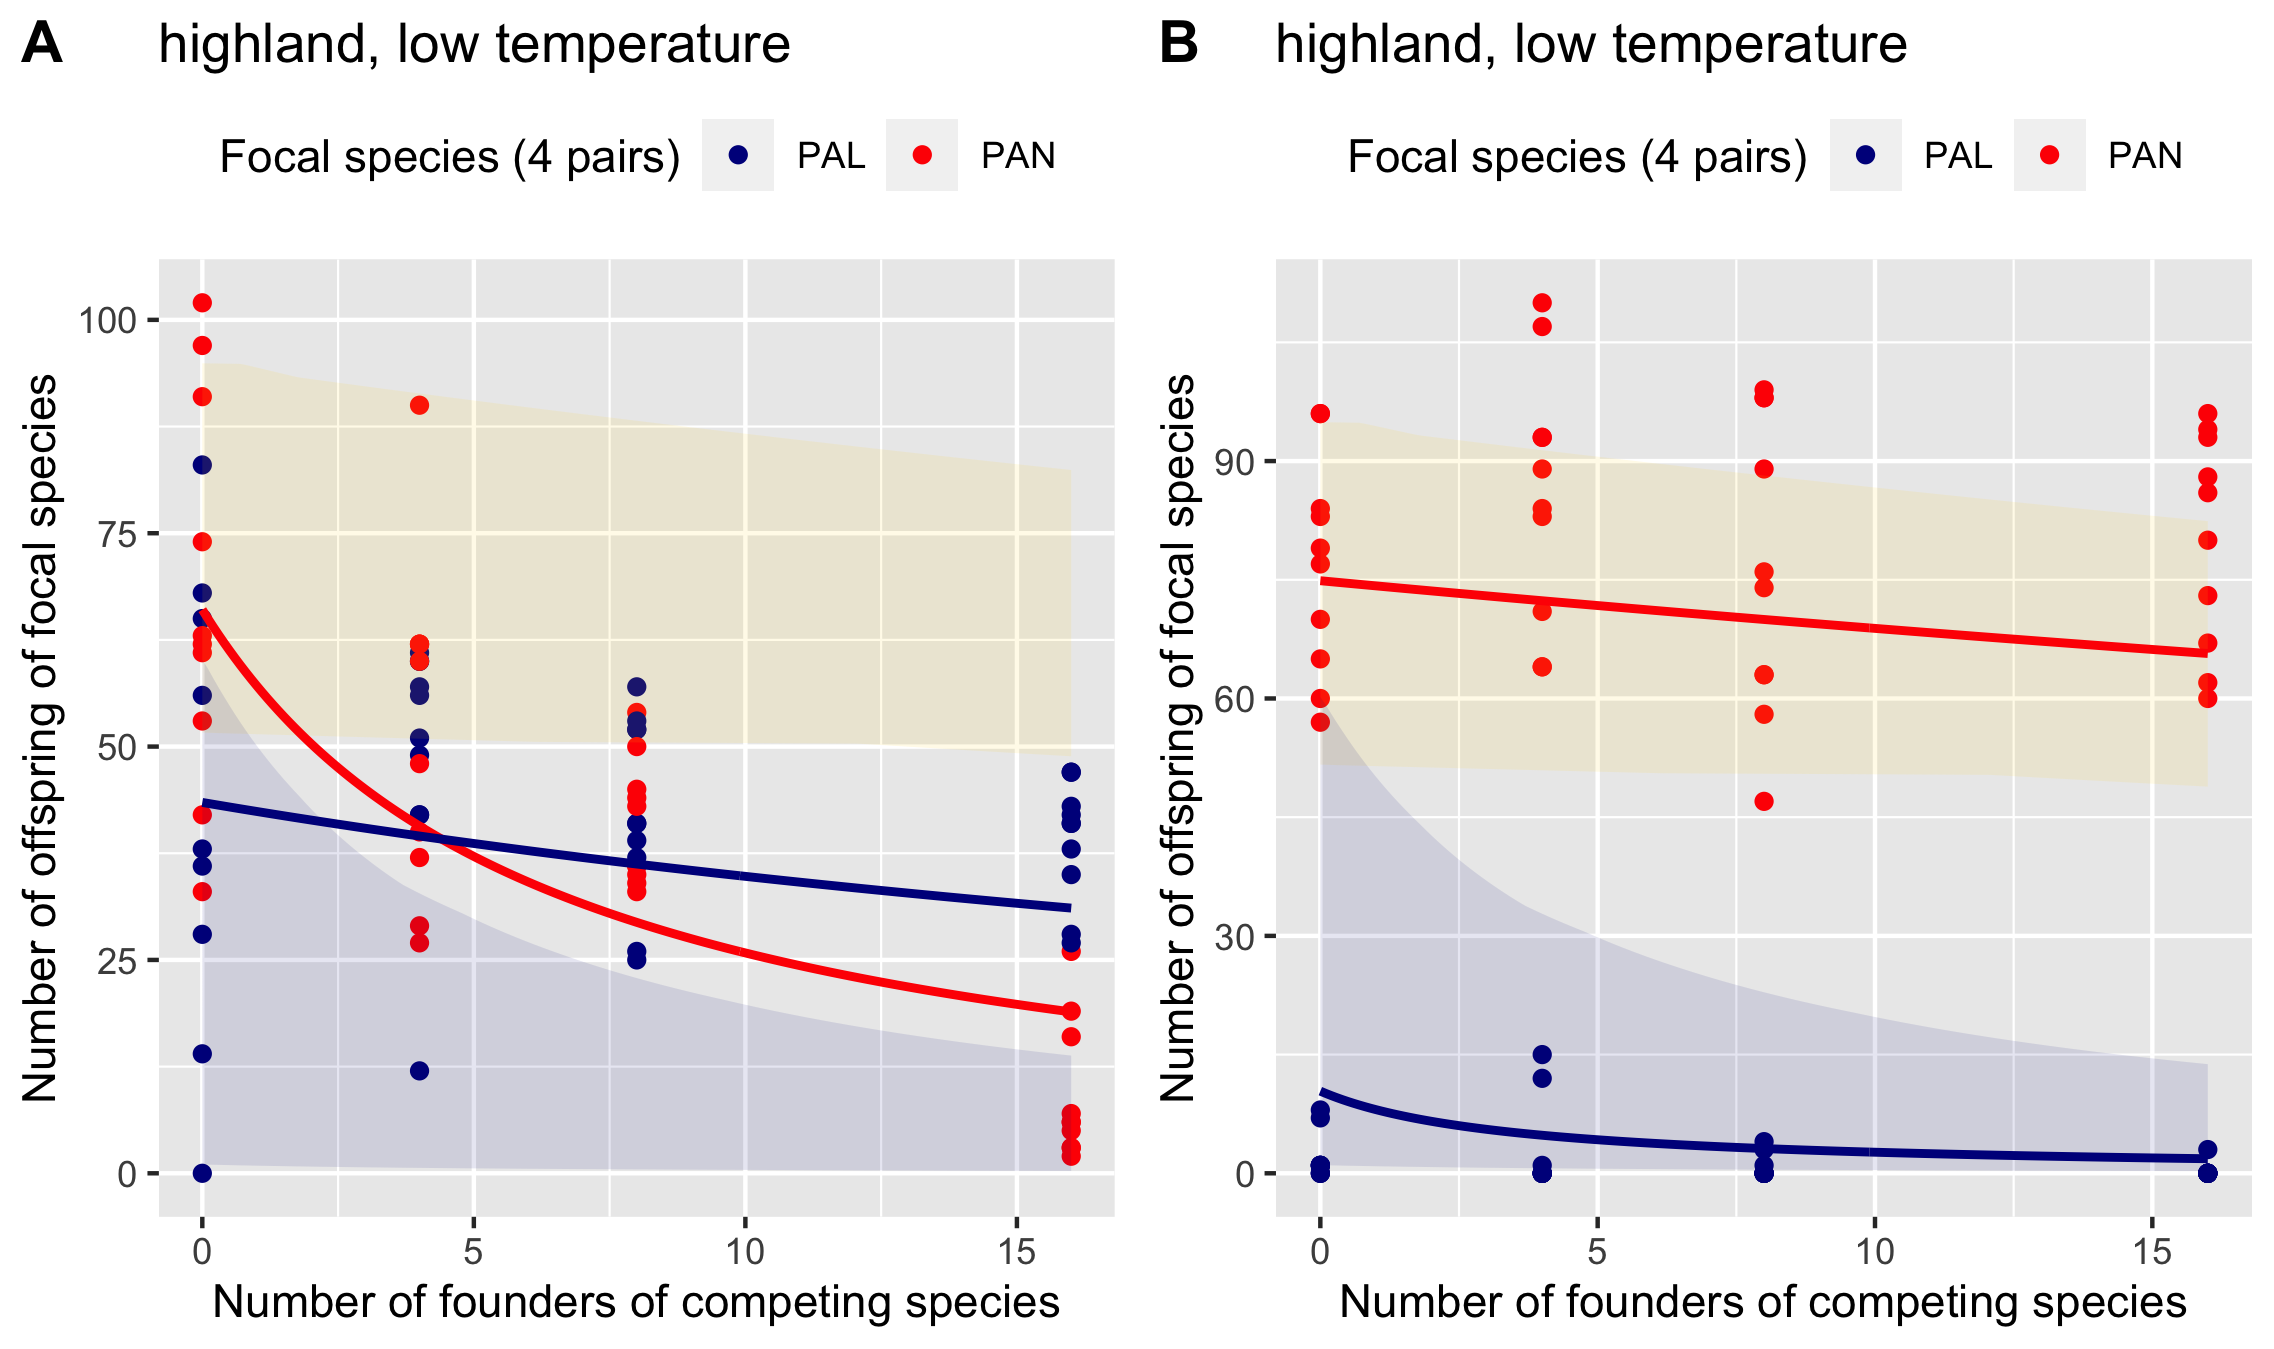 A highland, low temperature
Focal species (4 pairs) PAL PAN
Number of offspring of focal species
100
75
50
25
0
0 5 10 15
Number of founders of competing species
B highland, low temperature
Focal species (4 pairs) PAL PAN
Number of offspring of focal species
90
60
30
0
0 5 10 15
Number of founders of competing species